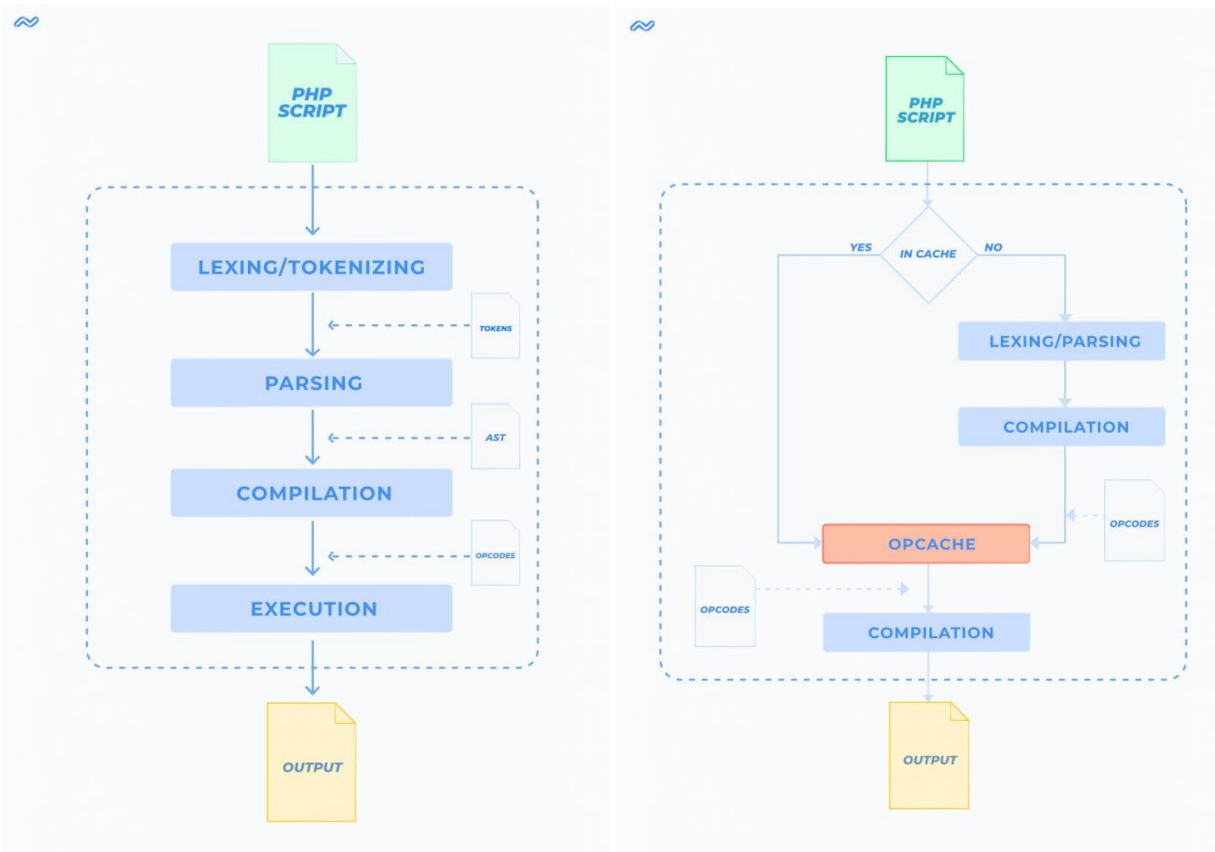 PHP
SCRIPT
LEXING/TOKENIZING
TOKENS
PARSING
AST
COMPILATION
OPCODES
EXECUTION
OUTPUT
PHP
SCRIPT
YES
IN CACHE
NO
LEXING/PARSING
COMPILATION
OPCODES
OPCACHE
OPCODES
COMPILATION
OUTPUT